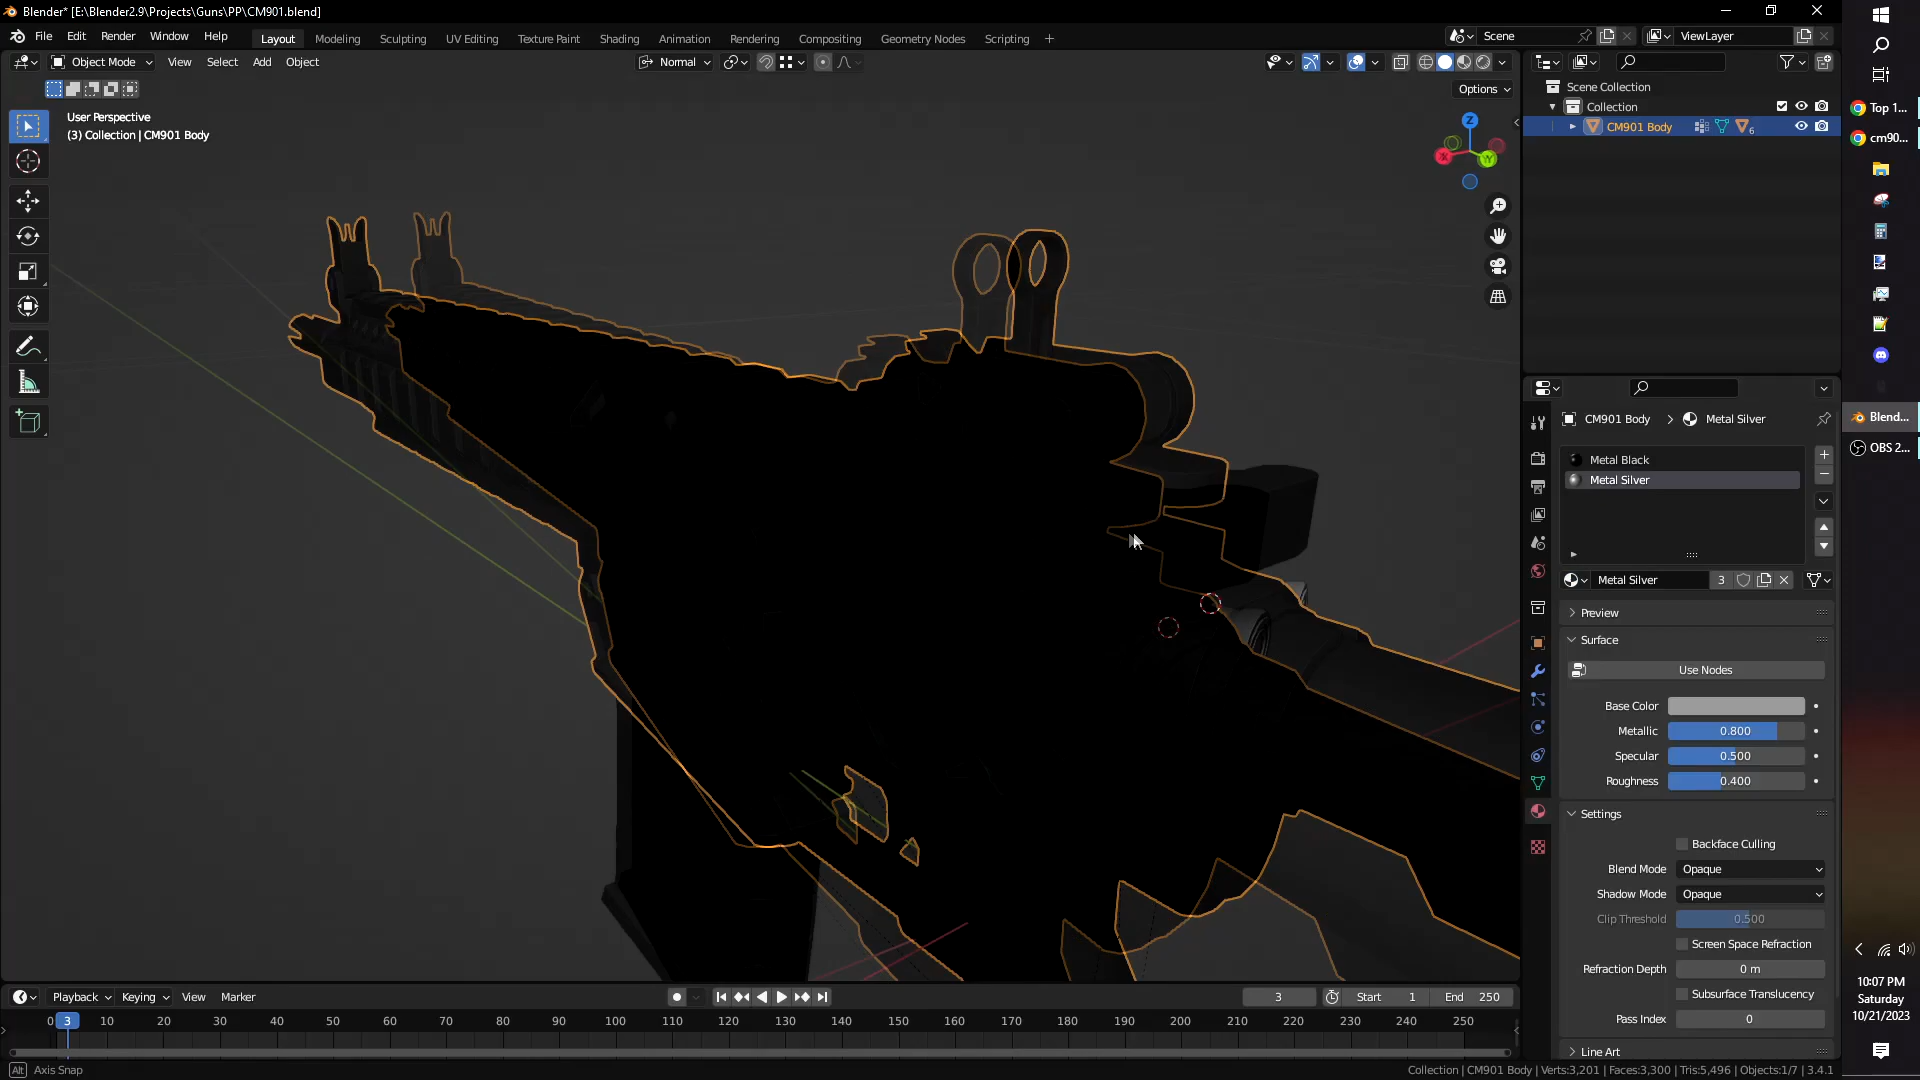 Blender* [E:\Blender2.9\Projects\Guns\PP\CM901.blend]
File Edit Render Window Help
Layout Modeling Sculpting UV Editing Texture Paint Shading Animation Rendering Compositing Geometry Nodes Scripting +
Scene
ViewLayer
Object Mode View Select Add Object
Normal
Options
User Perspective
(3) Collection | CM901 Body
Z
X
Y
Scene Collection
Collection
CM901 Body
6
CM901 Body > Metal Silver
Metal Black
Metal Silver
Metal Silver 3
Preview
Surface
Use Nodes
Base Color
Metallic 0.800
Specular 0.500
Roughness 0.400
Settings
Backface Culling
Blend Mode Opaque
Shadow Mode Opaque
Clip Threshold 0.500
Screen Space Refraction
Refraction Depth 0 m
Subsurface Translucency
Pass Index 0
Line Art
Playback Keying View Marker
3
Start 1
End 250
0 3 10 20 30 40 50 60 70 80 90 100 110 120 130 140 150 160 170 180 190 200 210 220 230 240 250
Alt Axis Snap
Collection | CM901 Body | Verts:3,201 | Faces:3,300 | Tris:5,496 | Objects:1/7 | 3.4.1
Top 1...
cm90...
Blend...
OBS 2...
10:07 PM
Saturday
10/21/2023